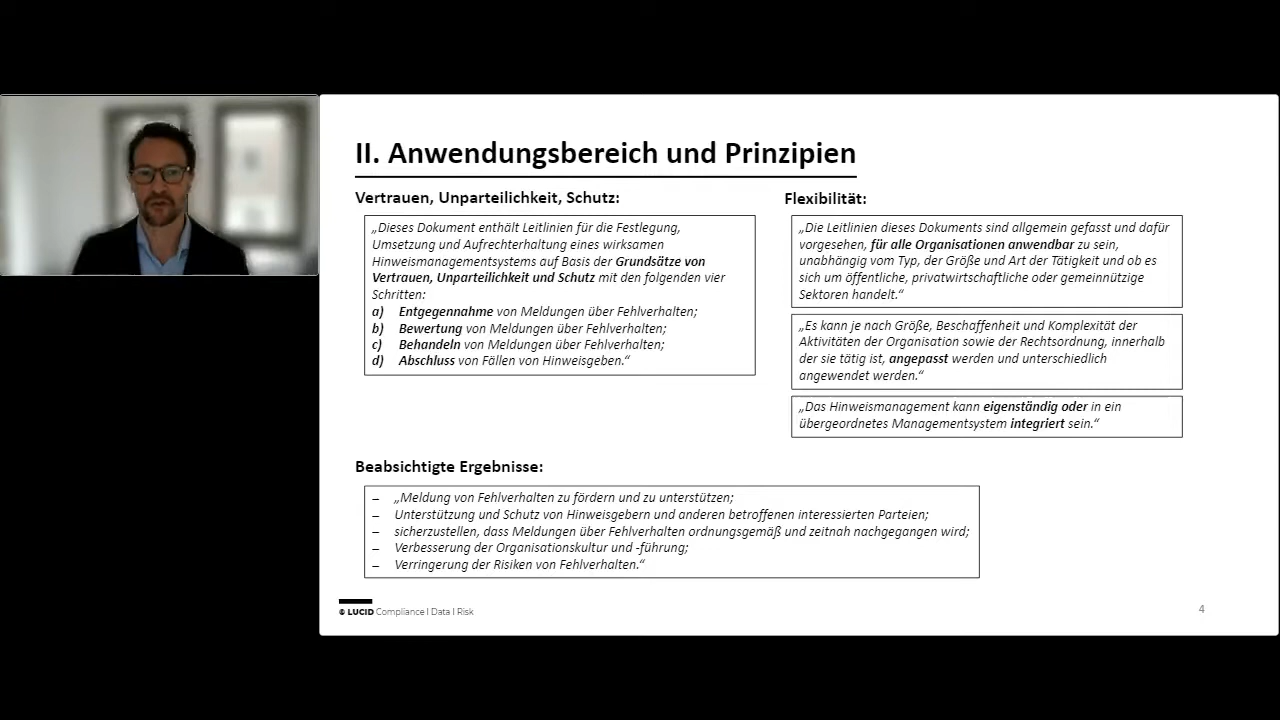 II. Anwendungsbereich und Prinzipien
Vertrauen, Unparteilichkeit, Schutz:
„Dieses Dokument enthält Leitlinien für die Festlegung,
Umsetzung und Aufrechterhaltung eines wirksamen
Hinweismanagementsystems auf Basis der Grundsätze von
Vertrauen, Unparteilichkeit und Schutz mit den folgenden vier
Schritten:
a) Entgegennahme von Meldungen über Fehlverhalten;
b) Bewertung von Meldungen über Fehlverhalten;
c) Behandeln von Meldungen über Fehlverhalten;
d) Abschluss von Fällen von Hinweisgeben.“
Flexibilität:
„Die Leitlinien dieses Dokuments sind allgemein gefasst und dafür
vorgesehen, für alle Organisationen anwendbar zu sein,
unabhängig vom Typ, der Größe und Art der Tätigkeit und ob es
sich um öffentliche, privatwirtschaftliche oder gemeinnützige
Sektoren handelt.“
„Es kann je nach Größe, Beschaffenheit und Komplexität der
Aktivitäten der Organisation sowie der Rechtsordnung, innerhalb
der sie tätig ist, angepasst werden und unterschiedlich
angewendet werden.“
„Das Hinweismanagement kann eigenständig oder in ein
übergeordnetes Managementsystem integriert sein.“
Beabsichtigte Ergebnisse:
– „Meldung von Fehlverhalten zu fördern und zu unterstützen;
– Unterstützung und Schutz von Hinweisgebern und anderen betroffenen interessierten Parteien;
– sicherzustellen, dass Meldungen über Fehlverhalten ordnungsgemäß und zeitnah nachgegangen wird;
– Verbesserung der Organisationskultur und -führung;
– Verringerung der Risiken von Fehlverhalten.“
© LUCID Compliance I Data I Risk
4